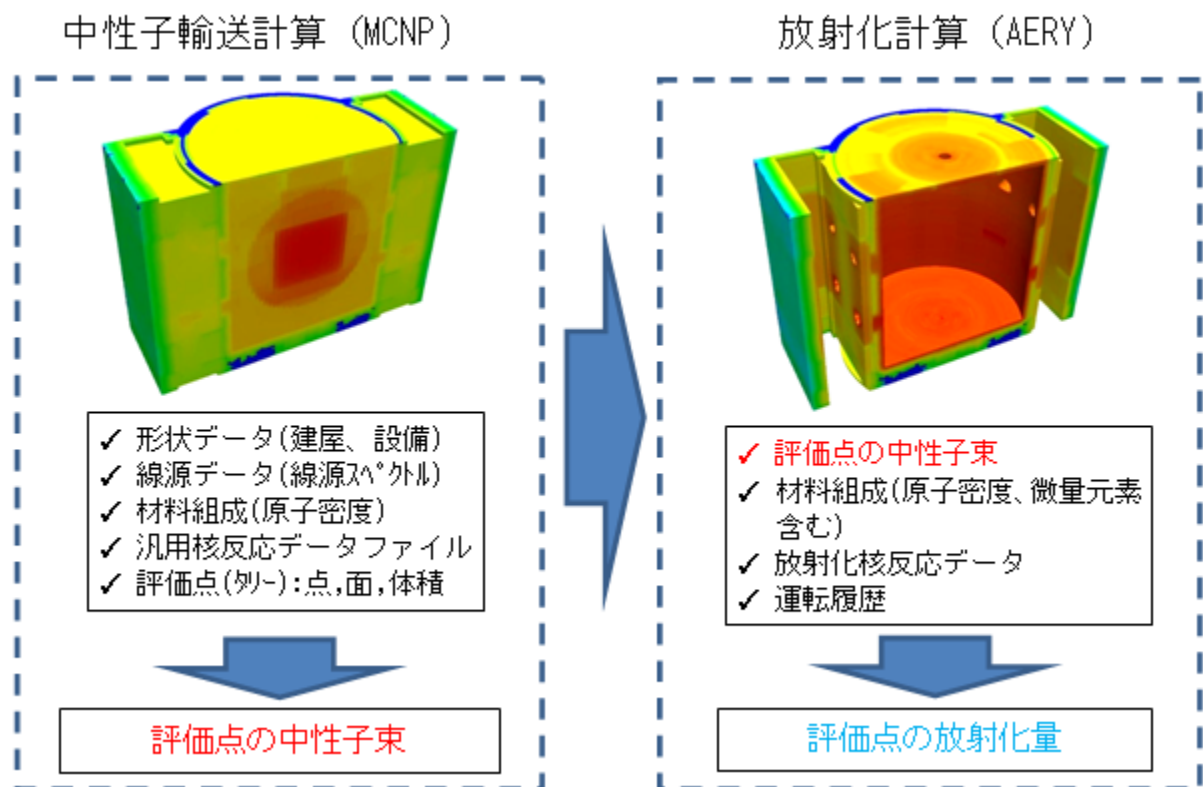 中性子輸送計算 (MCNP)
✓ 形状データ(建屋、設備)
✓ 線源データ(線源ｽﾍﾟｸﾄﾙ)
✓ 材料組成(原子密度)
✓ 汎用核反応データファイル
✓ 評価点(ﾀﾘｰ):点,面,体積
評価点の中性子束
放射化計算 (AERY)
✓ 評価点の中性子束
✓ 材料組成(原子密度、微量元素
含む)
✓ 放射化核反応データ
✓ 運転履歴
評価点の放射化量